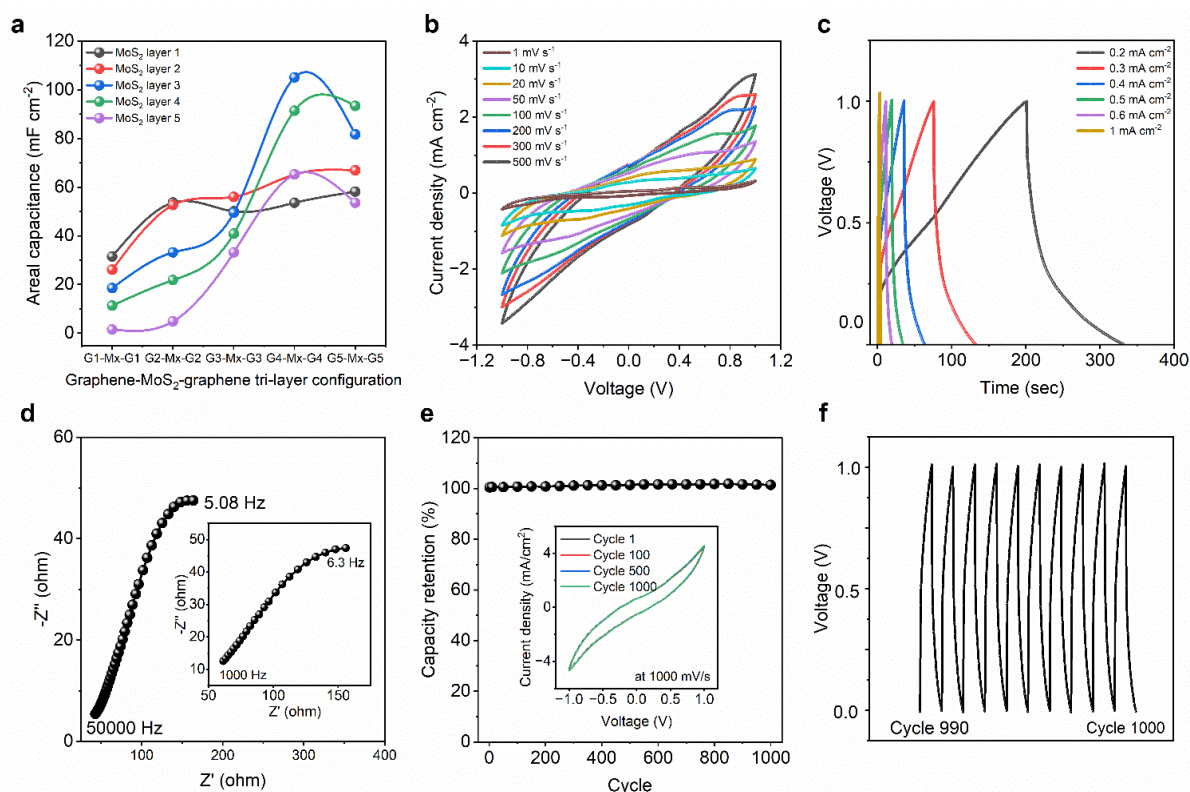 a
120
100
80
60
40
20
0
Areal capacitance (mF cm⁻²)
MoS₂ layer 1
MoS₂ layer 2
MoS₂ layer 3
MoS₂ layer 4
MoS₂ layer 5
G1-Mx-G1 G2-Mx-G2 G3-Mx-G3 G4-Mx-G4 G5-Mx-G5
Graphene-MoS₂-graphene tri-layer configuration
b
4
2
0
−2
−4
Current density (mA cm⁻²)
1 mV s⁻¹
10 mV s⁻¹
20 mV s⁻¹
50 mV s⁻¹
100 mV s⁻¹
200 mV s⁻¹
300 mV s⁻¹
500 mV s⁻¹
−1.2 −0.8 −0.4 0.0 0.4 0.8 1.2
Voltage (V)
c
1.0
0.5
0.0
Voltage (V)
0.2 mA cm⁻²
0.3 mA cm⁻²
0.4 mA cm⁻²
0.5 mA cm⁻²
0.6 mA cm⁻²
1 mA cm⁻²
0 100 200 300 400
Time (sec)
d
60
40
20
0
-Z'' (ohm)
5.08 Hz
50000 Hz
50
40
30
20
10
-Z'' (ohm)
6.3 Hz
1000 Hz
50 100 150
Z' (ohm)
100 200 300 400
Z' (ohm)
e
120
100
80
60
40
20
0
Capacity retention (%)
4
0
−4
Current density (mA/cm²)
Cycle 1
Cycle 100
Cycle 500
Cycle 1000
at 1000 mV/s
−1.0 −0.5 0.0 0.5 1.0
Voltage (V)
0 200 400 600 800 1000
Cycle
f
1.0
0.5
0.0
Voltage (V)
Cycle 990
Cycle 1000